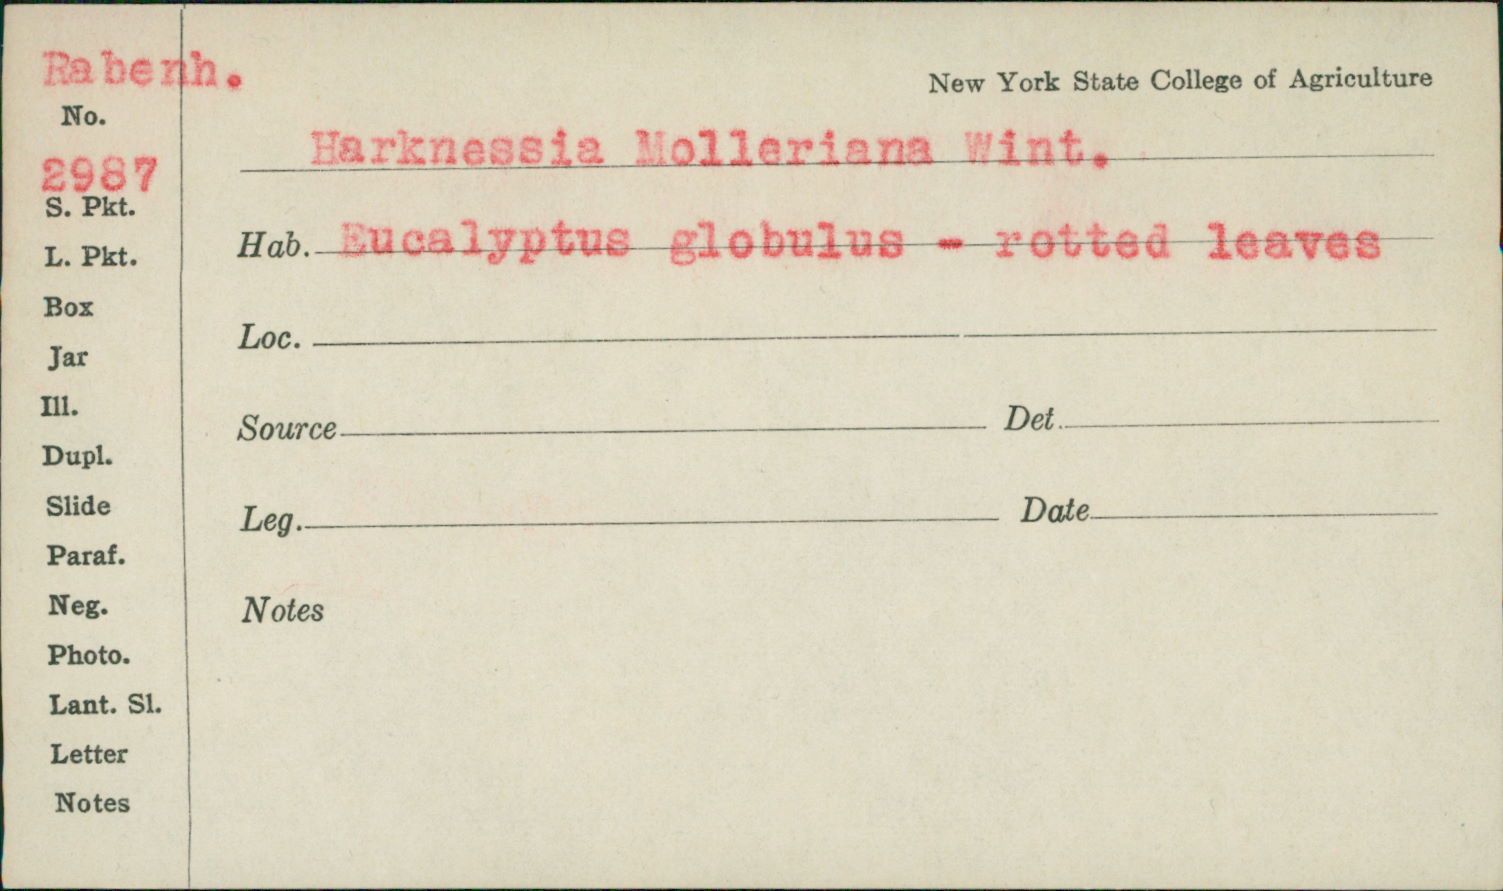 Rabenh.
No.
2987
S. Pkt.
L. Pkt.
Box
Jar
Ill.
Dupl.
Slide
Paraf.
Neg.
Photo.
Lant. Sl.
Letter
Notes
New York State College of Agriculture
Harknessia Molleriana Wint.
Hab. Eucalyptus globulus - rotted leaves
Loc.
Source Det.
Leg. Date
Notes